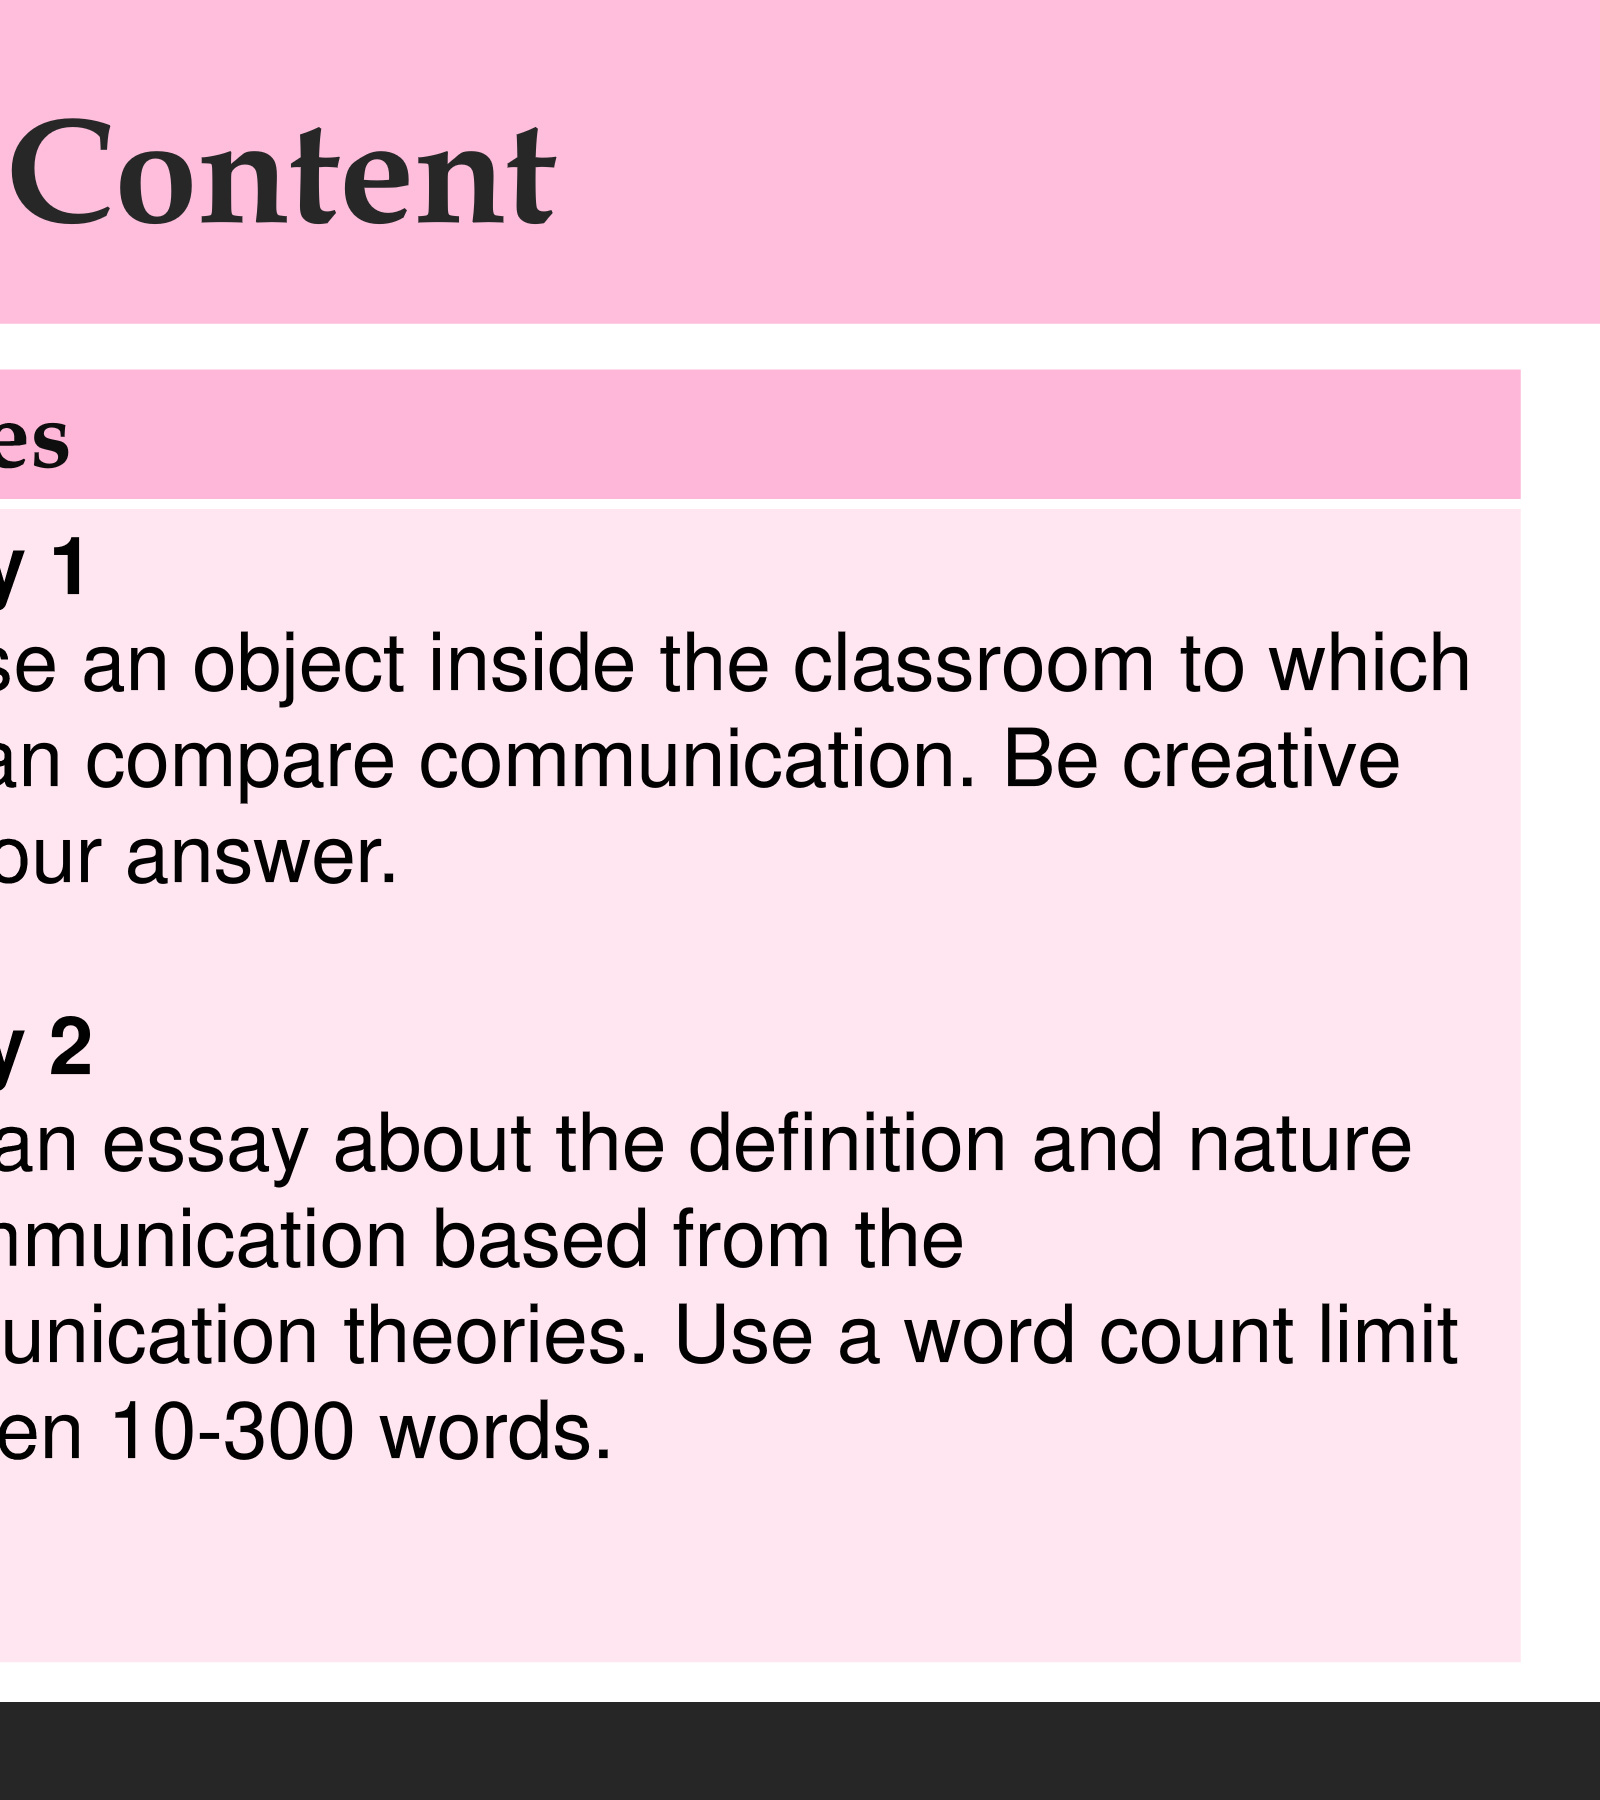 Content
es
y 1
se an object inside the classroom to which
an compare communication. Be creative
our answer.
y 2
an essay about the definition and nature
mmunication based from the
unication theories. Use a word count limit
en 10-300 words.